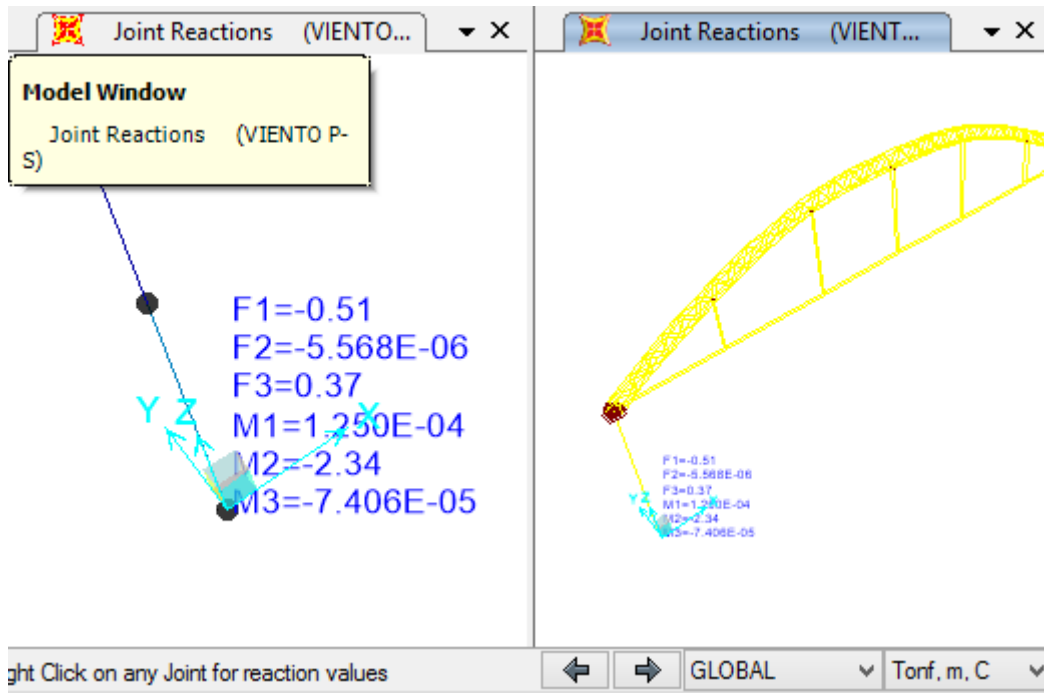 Joint Reactions (VIENTO...
Joint Reactions (VIENT...
Model Window
Joint Reactions (VIENTO P-
S)
F1=-0.51
F2=-5.568E-06
F3=0.37
M1=1.250E-04
M2=-2.34
M3=-7.406E-05
Y Z X
F1=-0.51
F2=-5.568E-06
F3=0.37
M1=1.250E-04
M2=-2.34
M3=-7.406E-05
Y Z X
ght Click on any Joint for reaction values
GLOBAL
Tonf, m, C